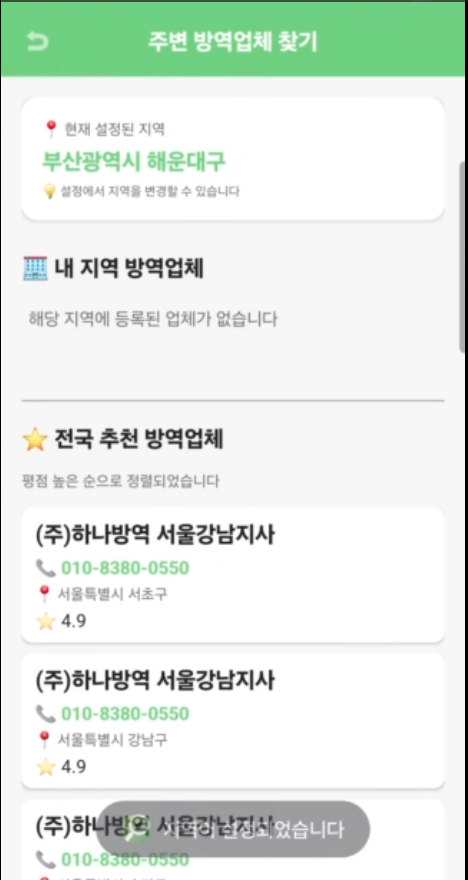 주변 방역업체 찾기
현재 설정된 지역
부산광역시 해운대구
설정에서 지역을 변경할 수 있습니다
내 지역 방역업체
해당 지역에 등록된 업체가 없습니다
전국 추천 방역업체
평점 높은 순으로 정렬되었습니다
(주)하나방역 서울강남지사
010-8380-0550
서울특별시 서초구
4.9
(주)하나방역 서울강남지사
010-8380-0550
서울특별시 강남구
4.9
(주)하나방역 서울강남지사
되었습니다
010-8380-0550